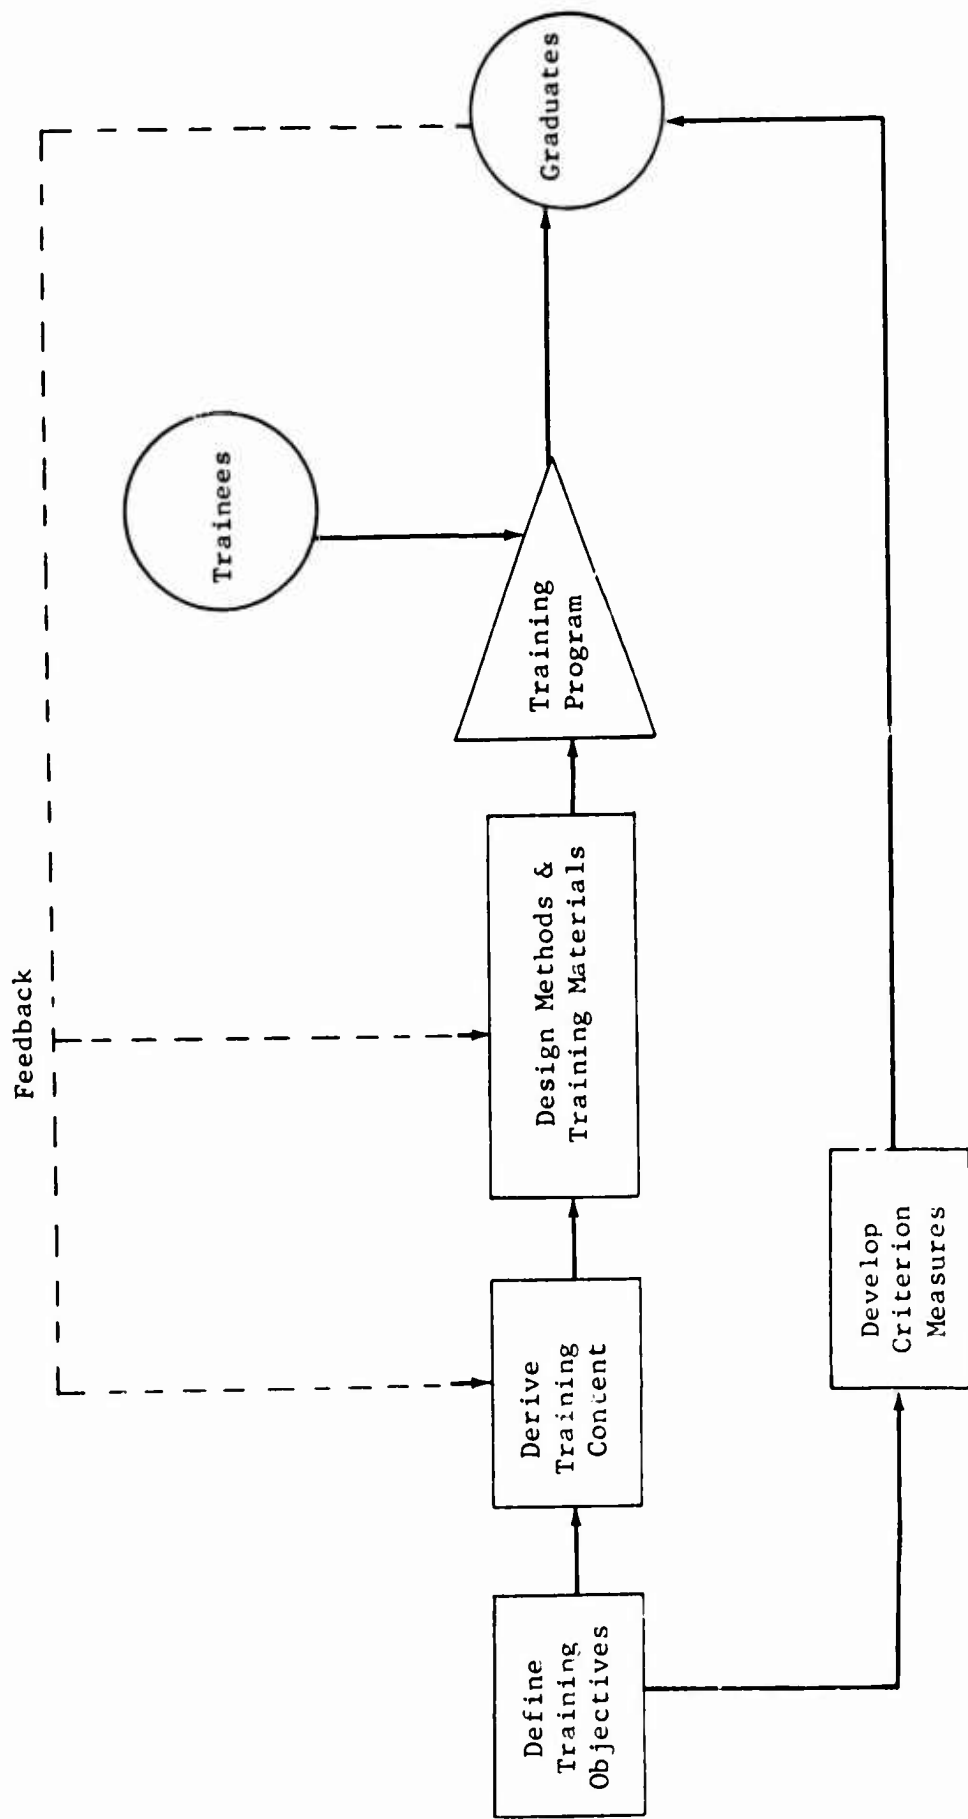 Feedback
Trainees
Graduates
Define
Training
Objectives
Derive
Training
Content
Design Methods &
Training Materials
Training
Program
Develop
Criterion
Measures